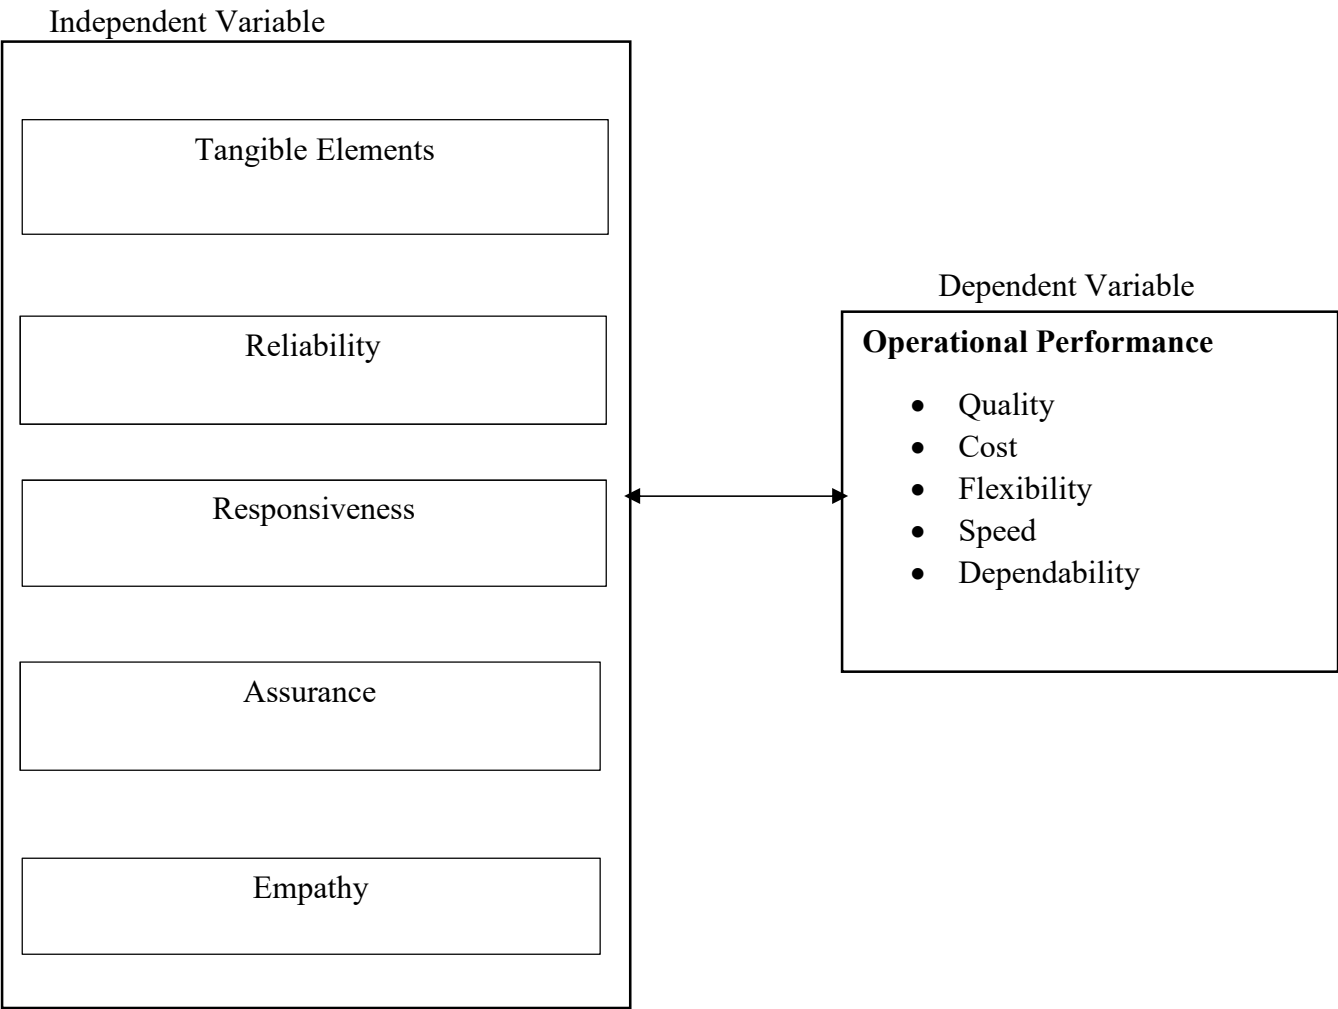 Independent Variable
Tangible Elements
Reliability
Responsiveness
Assurance
Empathy
Dependent Variable
Operational Performance
• Quality
• Cost
• Flexibility
• Speed
• Dependability